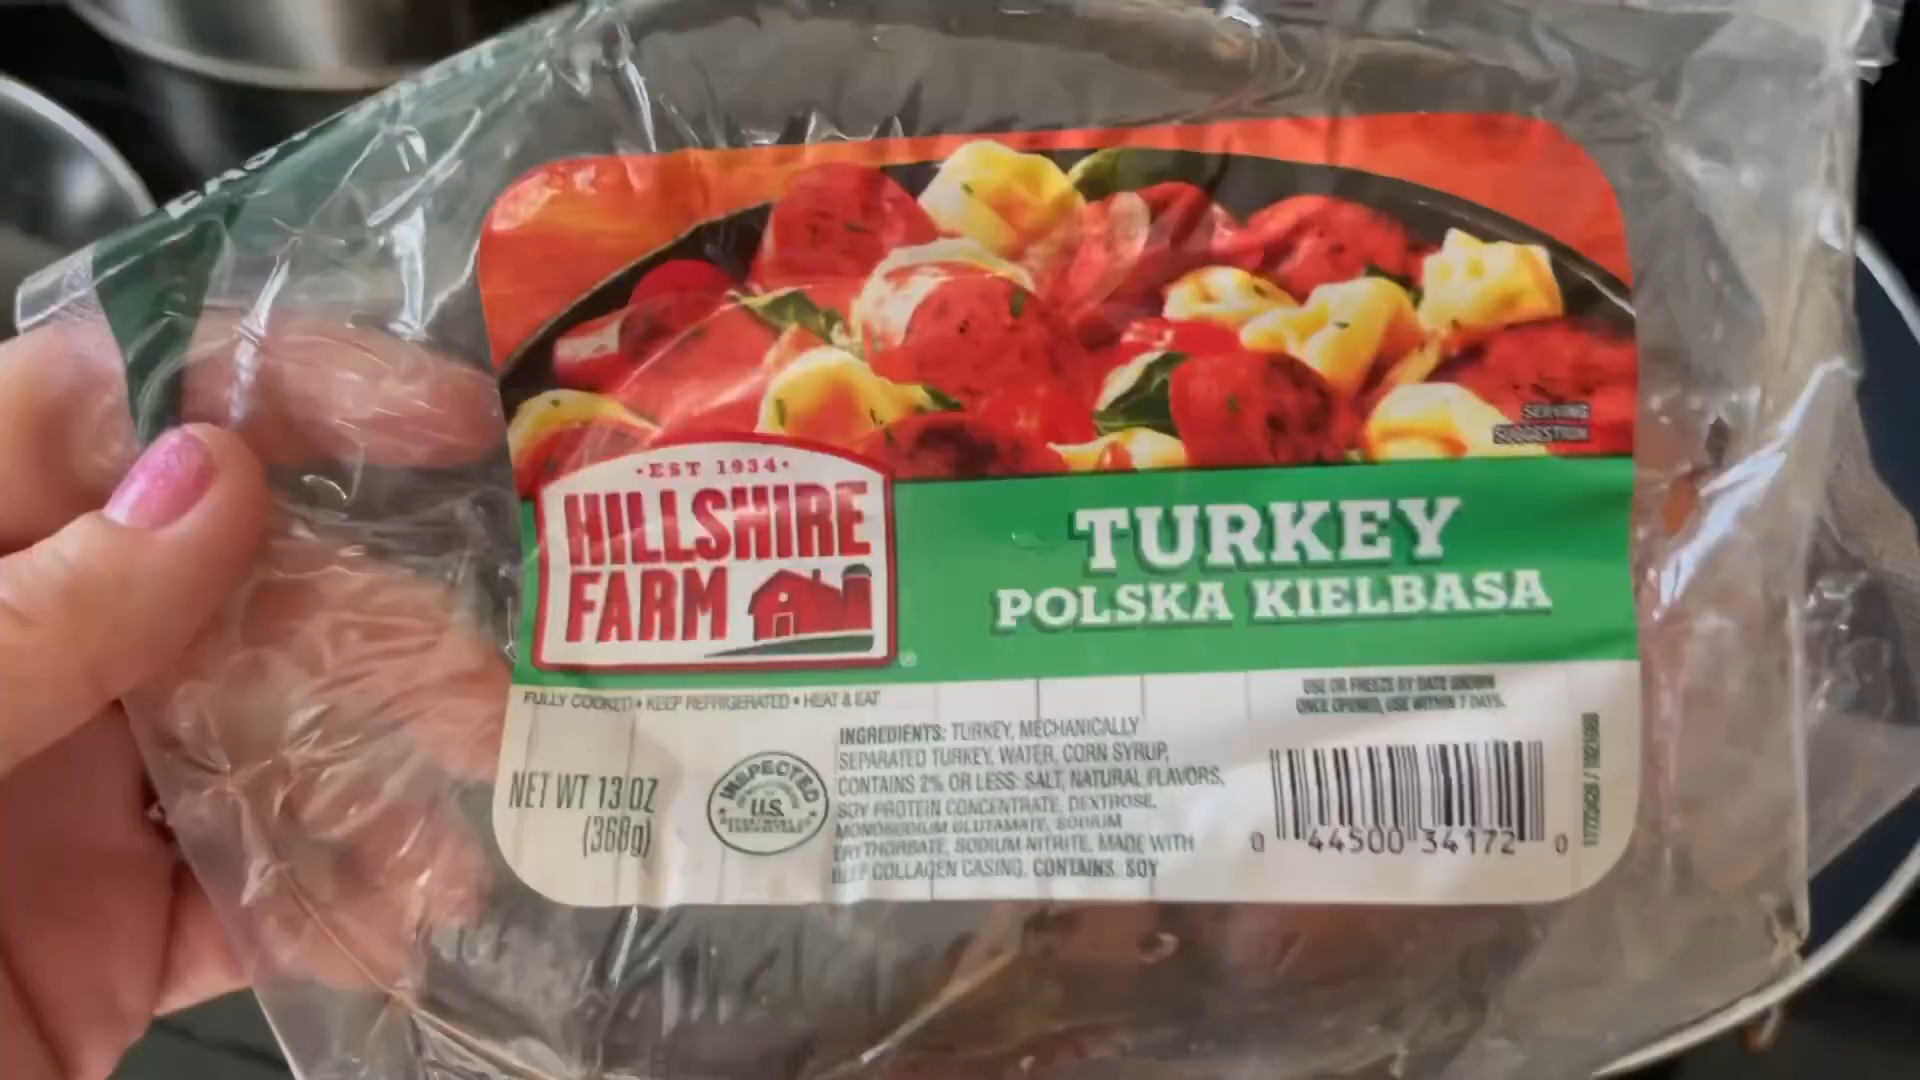 ·EST 1934·
HILLSHIRE
FARM
®
TURKEY
POLSKA KIELBASA
SERVING
SUGGESTION
FULLY COOKED • KEEP REFRIGERATED • HEAT & EAT
USE OR FREEZE BY DATE SHOWN
ONCE OPENED, USE WITHIN 7 DAYS.
NET WT 13 OZ
(368g)
INSPECTED
U.S.
DEPARTMENT OF
AGRICULTURE
INGREDIENTS: TURKEY, MECHANICALLY
SEPARATED TURKEY, WATER, CORN SYRUP,
CONTAINS 2% OR LESS: SALT, NATURAL FLAVORS,
SOY PROTEIN CONCENTRATE, DEXTROSE,
MONOSODIUM GLUTAMATE, SODIUM
ERYTHORBATE, SODIUM NITRITE, MADE WITH
BEEF COLLAGEN CASING. CONTAINS: SOY
0 44500 34172 0